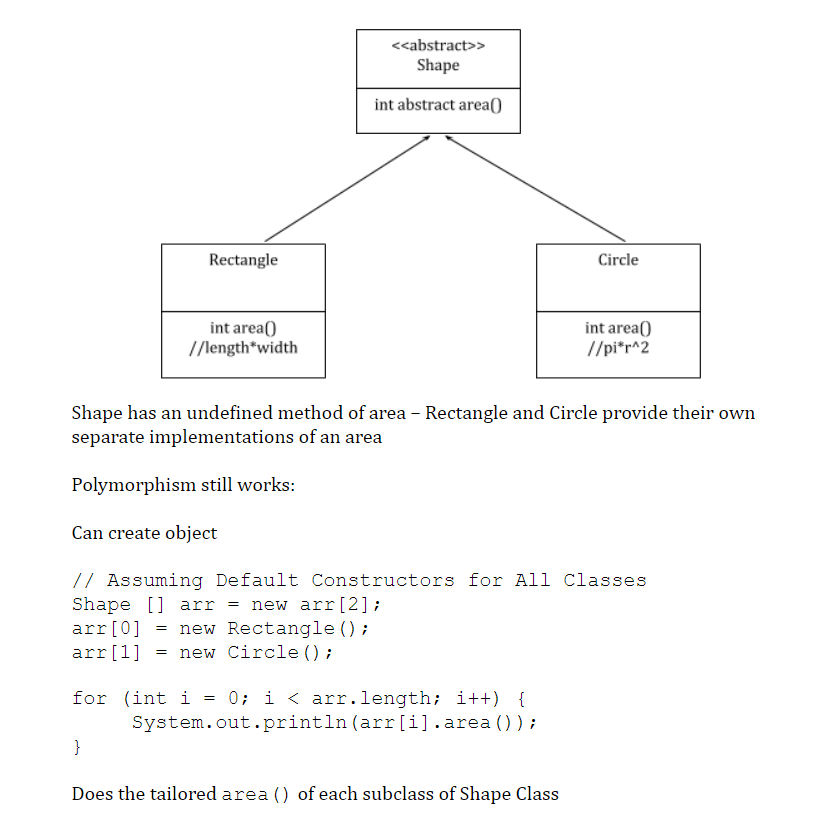 <<abstract>>
Shape
int abstract area()
Rectangle
int area()
//length*width
Circle
int area()
//pi*r^2
Shape has an undefined method of area – Rectangle and Circle provide their own
separate implementations of an area
Polymorphism still works:
Can create object
// Assuming Default Constructors for All Classes
Shape [] arr = new arr[2];
arr[0] = new Rectangle();
arr[1] = new Circle();
for (int i = 0; i < arr.length; i++) {
System.out.println(arr[i].area());
}
Does the tailored area() of each subclass of Shape Class